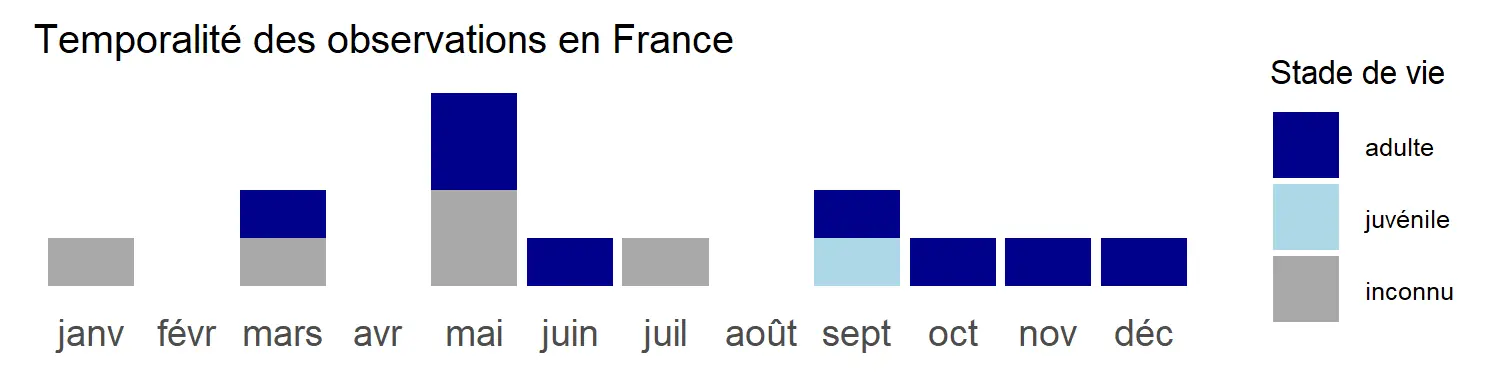 Temporalité des observations en France
Stade de vie
adulte
juvénile
inconnu
janv févr mars avr mai juin juil août sept oct nov déc